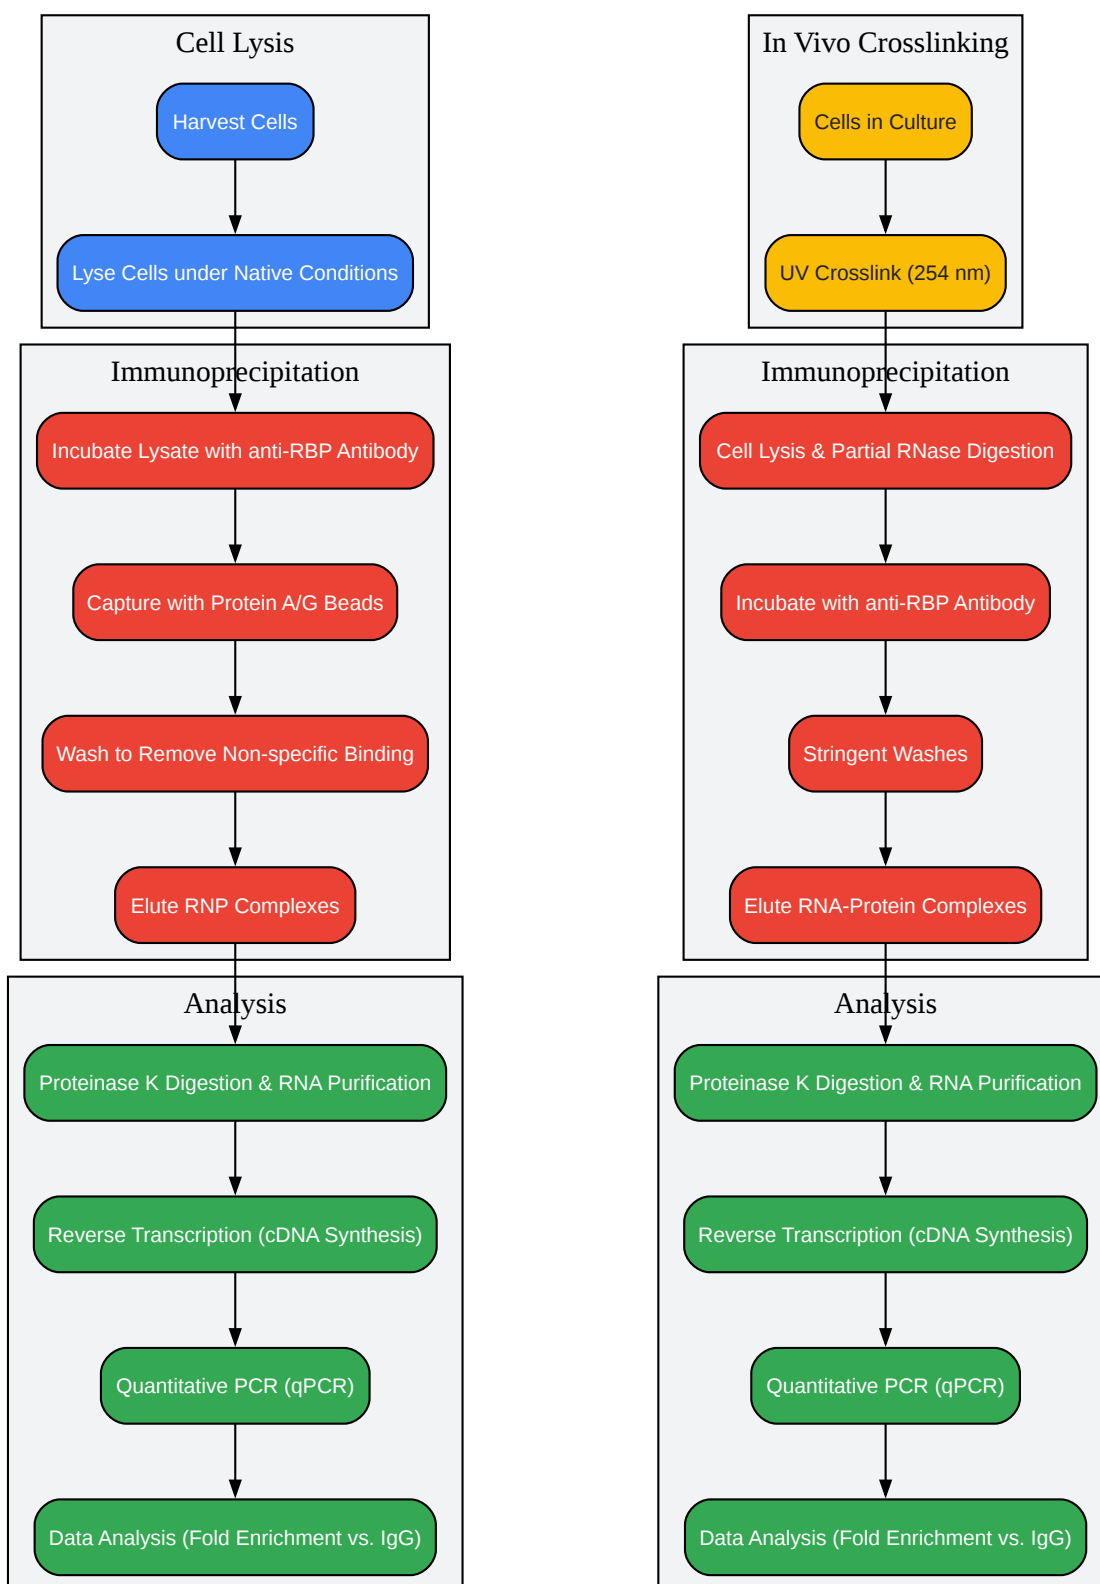 Cell Lysis
Harvest Cells
Lyse Cells under Native Conditions
Immunoprecipitation
Incubate Lysate with anti-RBP Antibody
Capture with Protein A/G Beads
Wash to Remove Non-specific Binding
Elute RNP Complexes
Analysis
Proteinase K Digestion & RNA Purification
Reverse Transcription (cDNA Synthesis)
Quantitative PCR (qPCR)
Data Analysis (Fold Enrichment vs. IgG)
In Vivo Crosslinking
Cells in Culture
UV Crosslink (254 nm)
Immunoprecipitation
Cell Lysis & Partial RNase Digestion
Incubate with anti-RBP Antibody
Stringent Washes
Elute RNA-Protein Complexes
Analysis
Proteinase K Digestion & RNA Purification
Reverse Transcription (cDNA Synthesis)
Quantitative PCR (qPCR)
Data Analysis (Fold Enrichment vs. IgG)